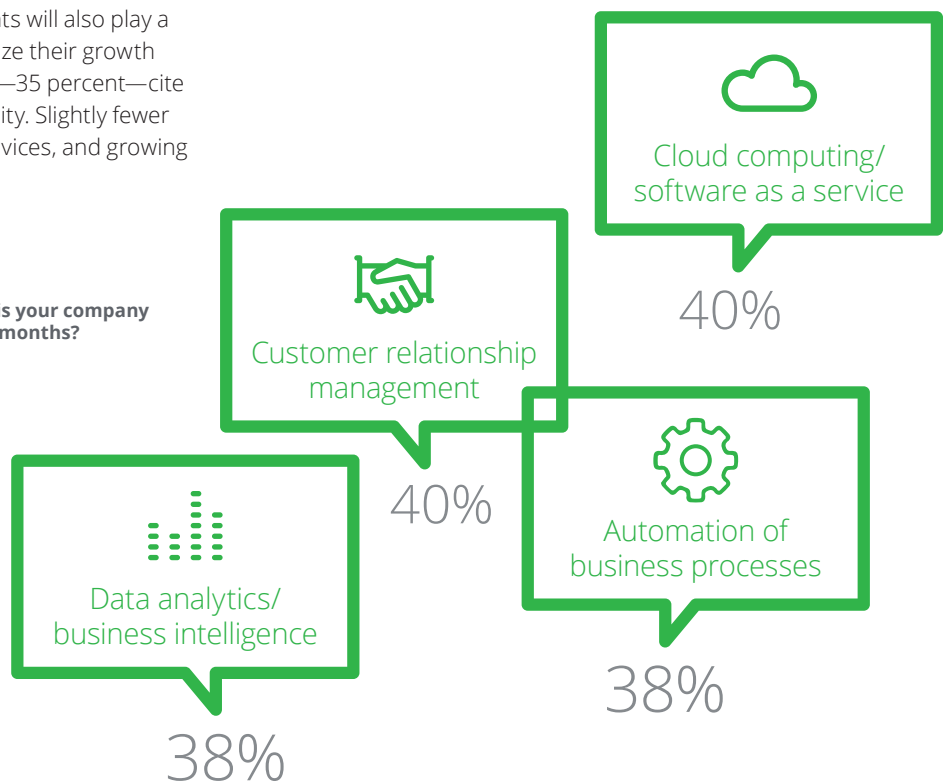 ts will also play a
ze their growth
—35 percent—cite
ity. Slightly fewer
vices, and growing
is your company
months?
Cloud computing/
software as a service
40%
Customer relationship
management
40%
Automation of
business processes
38%
Data analytics/
business intelligence
38%